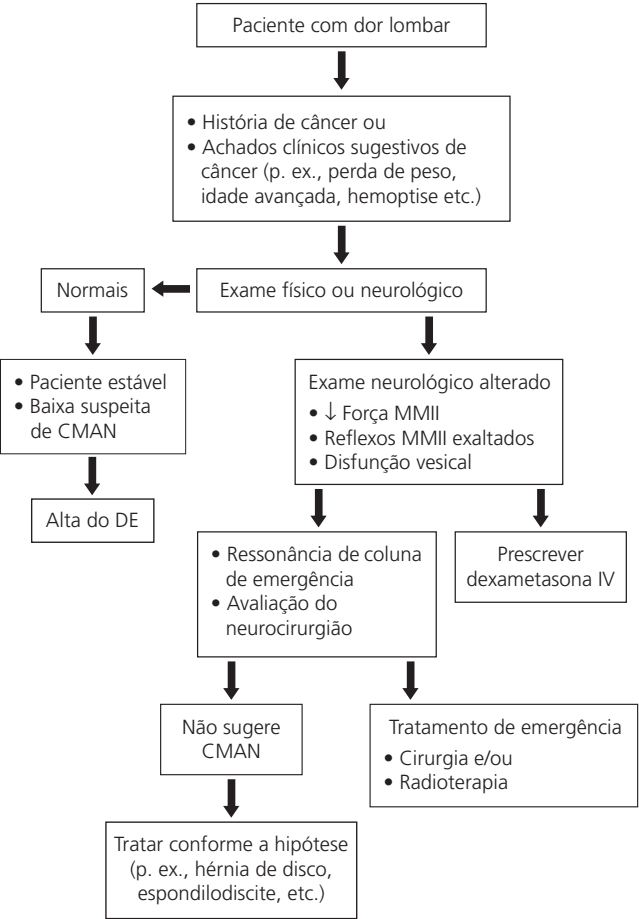 Paciente com dor lombar
• História de câncer ou
• Achados clínicos sugestivos de
câncer (p. ex., perda de peso,
idade avançada, hemoptise etc.)
Normais
Exame físico ou neurológico
• Paciente estável
• Baixa suspeita
de CMAN
Alta do DE
Exame neurológico alterado
• ↓ Força MMII
• Reflexos MMII exaltados
• Disfunção vesical
• Ressonância de coluna
de emergência
• Avaliação do
neurocirurgião
Prescrever
dexametasona IV
Não sugere
CMAN
Tratamento de emergência
• Cirurgia e/ou
• Radioterapia
Tratar conforme a hipótese
(p. ex., hérnia de disco,
espondilodiscite, etc.)